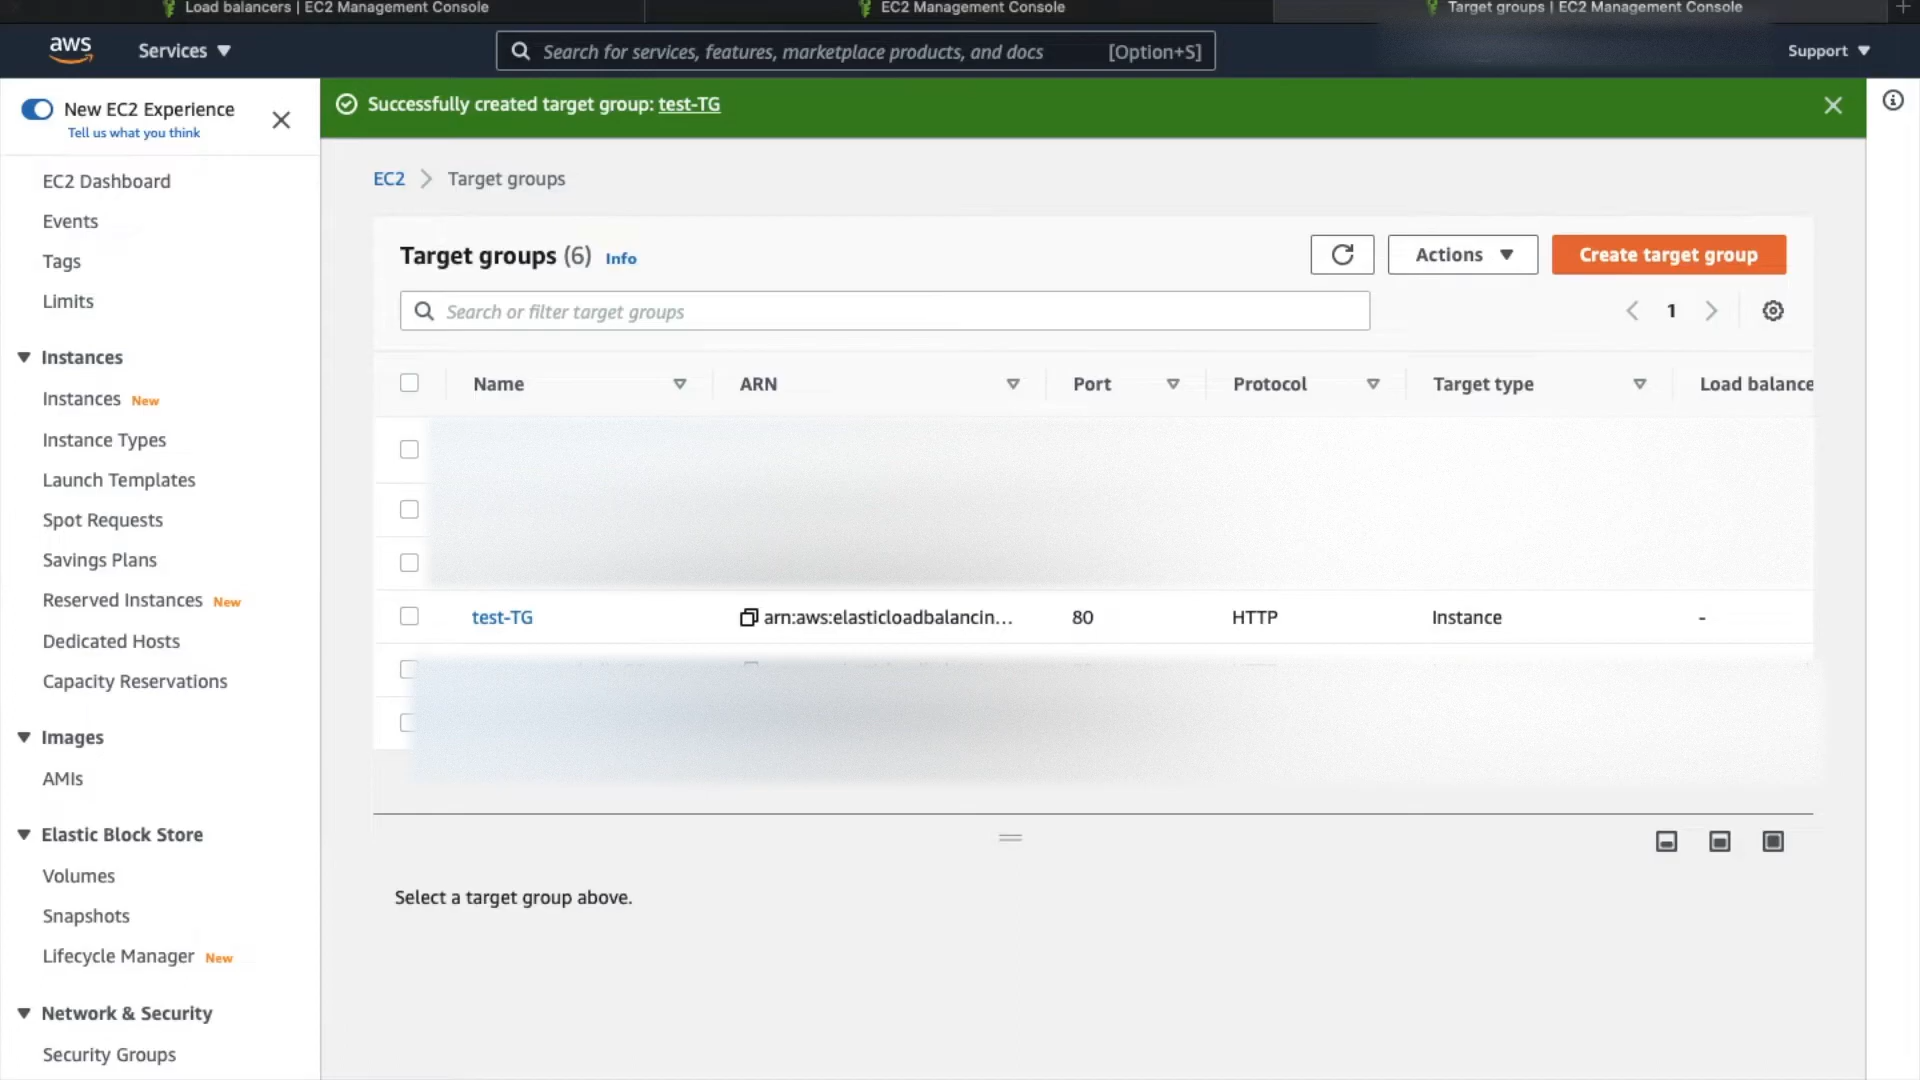 Load balancers | EC2 Management Console
EC2 Management Console
Target groups | EC2 Management Console
aws
Services
Search for services, features, marketplace products, and docs
[Option+S]
Support
New EC2 Experience
Tell us what you think
Successfully created target group: test-TG
EC2 Dashboard
Events
Tags
Limits
Instances
Instances New
Instance Types
Launch Templates
Spot Requests
Savings Plans
Reserved Instances New
Dedicated Hosts
Capacity Reservations
Images
AMIs
Elastic Block Store
Volumes
Snapshots
Lifecycle Manager New
Network & Security
Security Groups
EC2 > Target groups
Target groups (6) Info
Actions
Create target group
Search or filter target groups
1
Name ARN Port Protocol Target type Load balance
test-TG arn:aws:elasticloadbalancin... 80 HTTP Instance -
Select a target group above.